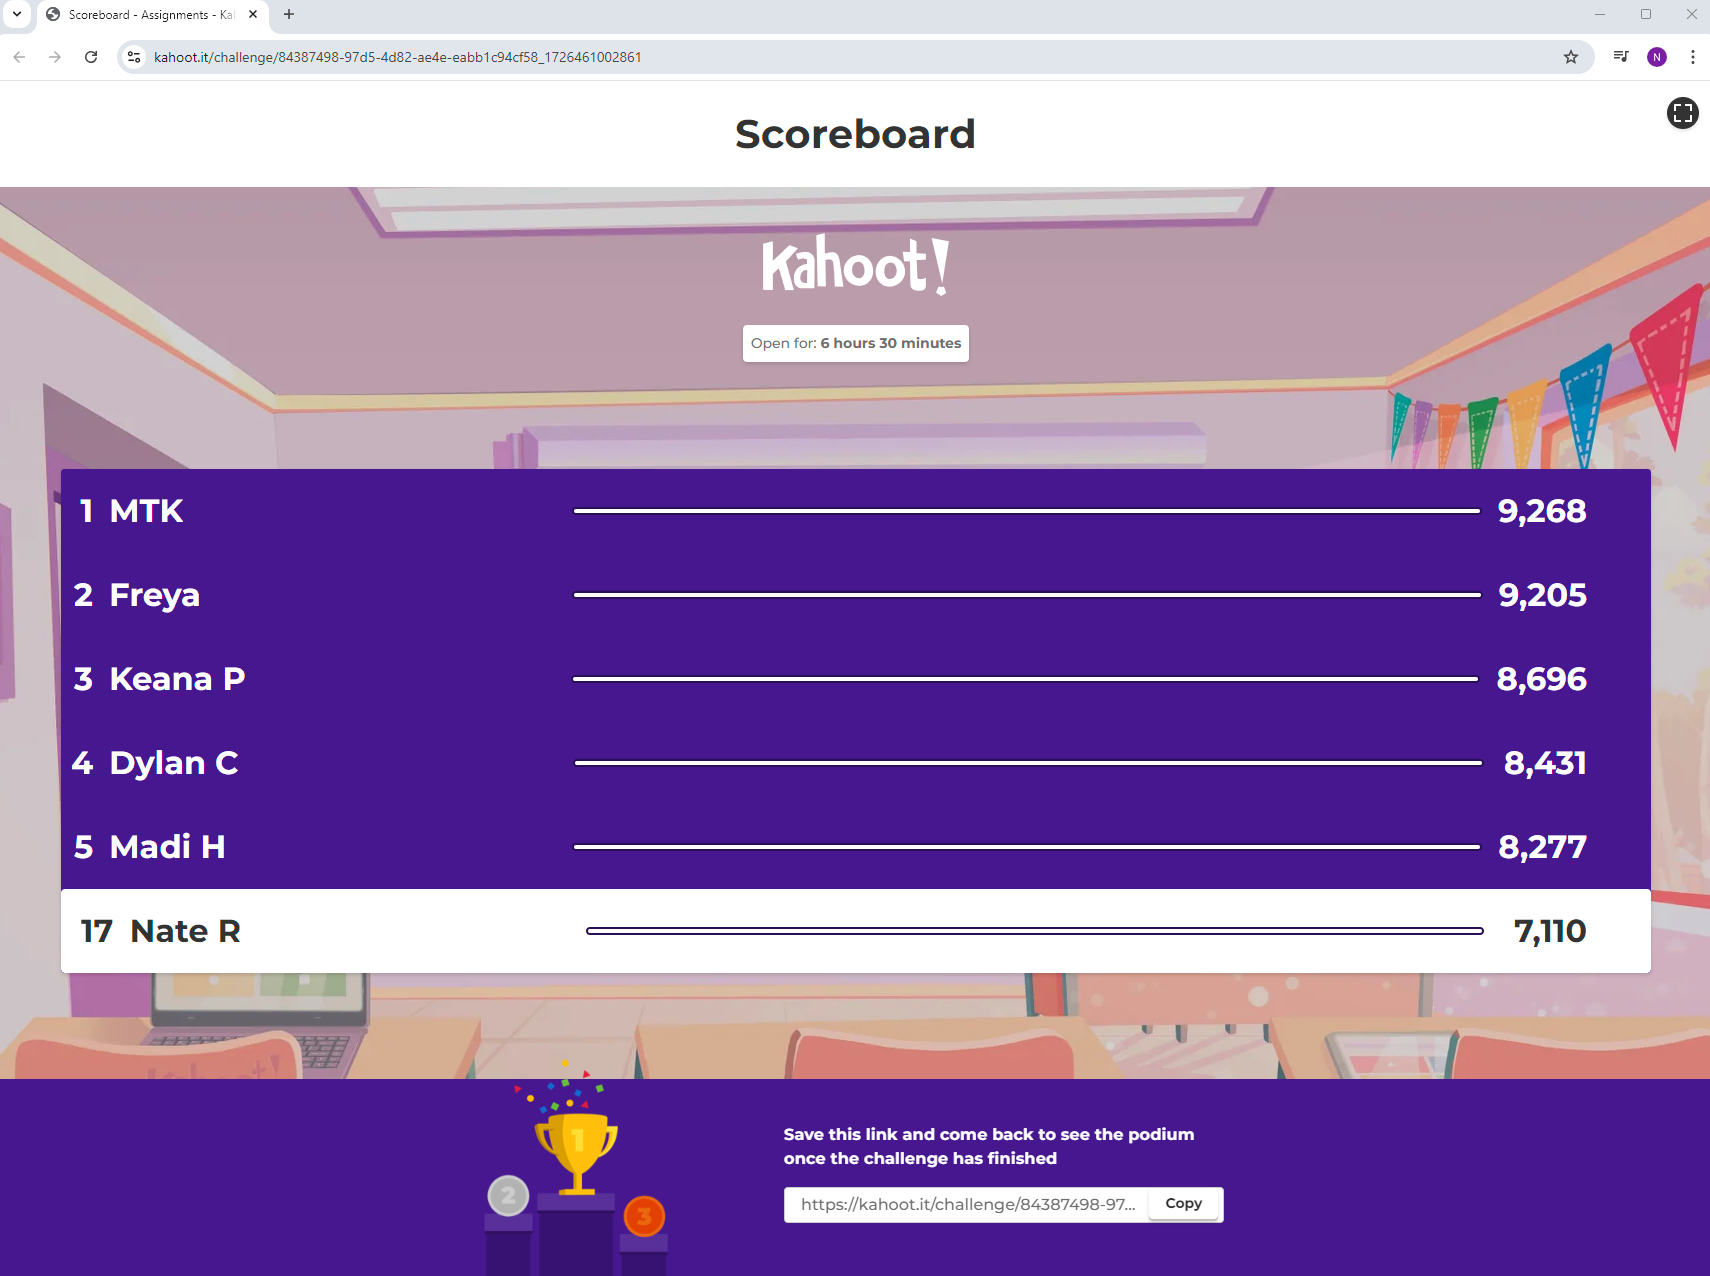 Scoreboard - Assignments - Ka
kahoot.it/challenge/84387498-97d5-4d82-ae4e-eabb1c94cf58_1726461002861
N
Scoreboard
Kahoot!
Open for: 6 hours 30 minutes
1 MTK 9,268
2 Freya 9,205
3 Keana P 8,696
4 Dylan C 8,431
5 Madi H 8,277
17 Nate R 7,110
Kahoot!
1
2
3
Save this link and come back to see the podium
once the challenge has finished
https://kahoot.it/challenge/84387498-97... Copy